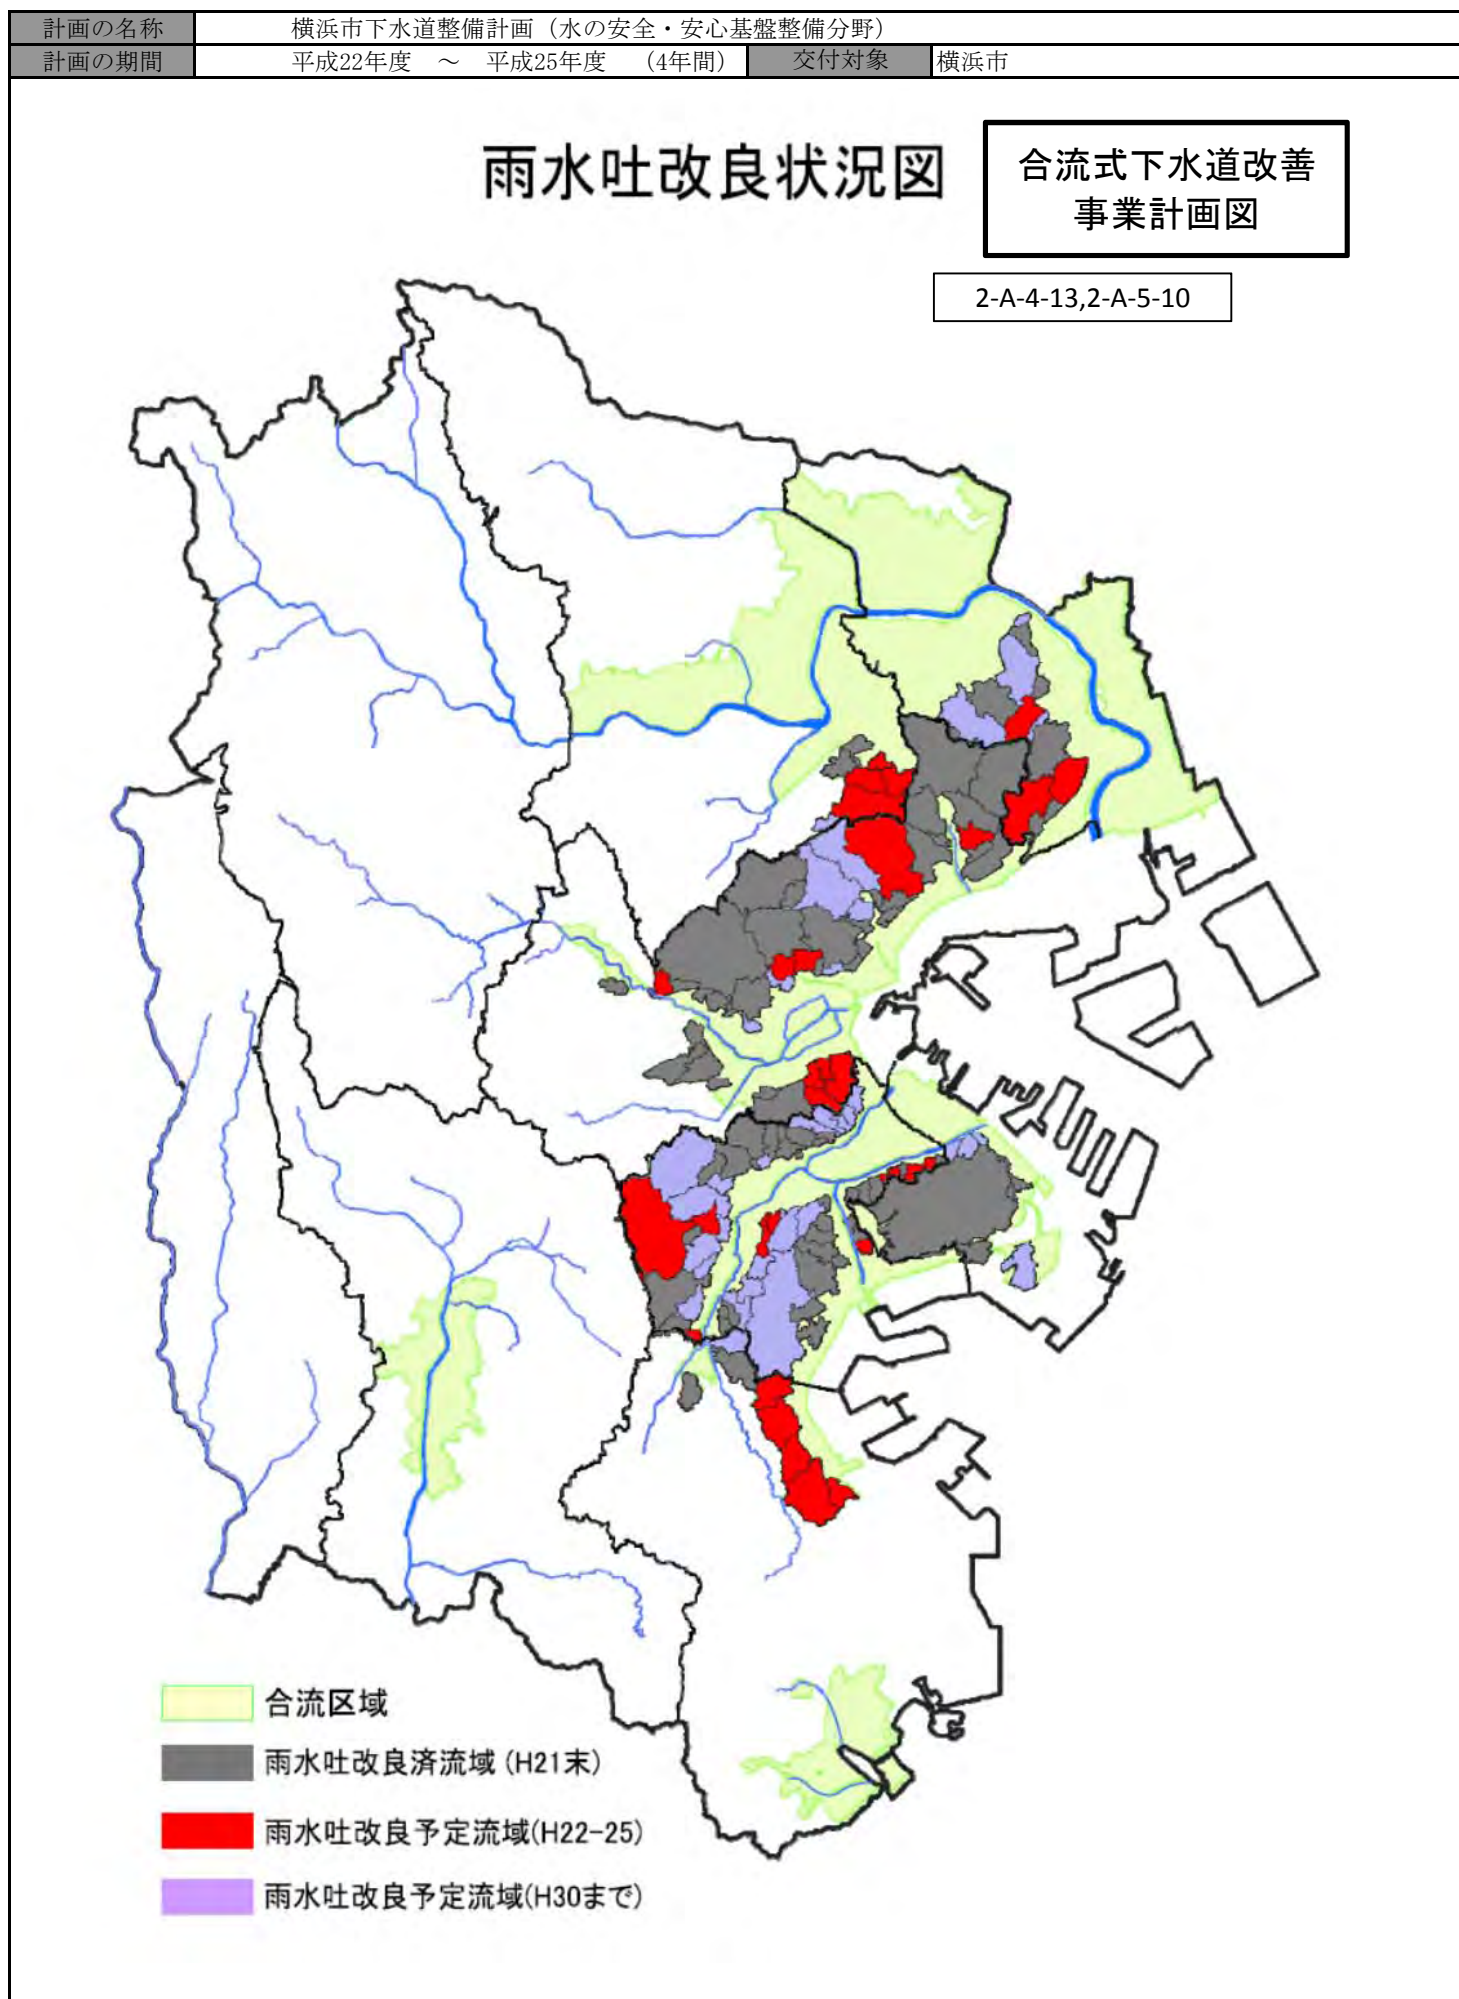 計画の名称 横浜市下水道整備計画（水の安全・安心基盤整備分野）
計画の期間 平成22年度 ～ 平成25年度 （4年間） 交付対象 横浜市
雨水吐改良状況図
合流式下水道改善
事業計画図
2-A-4-13,2-A-5-10
合流区域
雨水吐改良済流域(H21末)
雨水吐改良予定流域(H22-25)
雨水吐改良予定流域(H30まで)